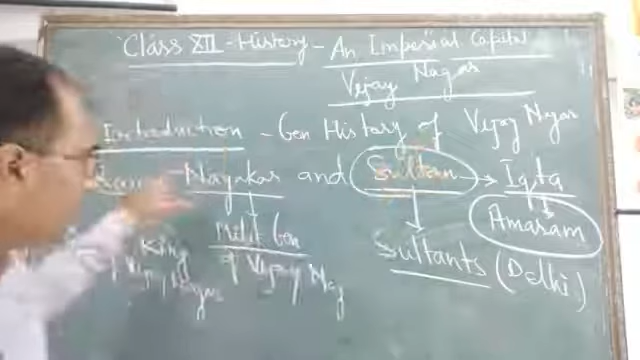 Class XII - History - An Imperial Capital
Vijay Nagar
Introduction - Gen History of Vijay Nagar
Nayakas and Sultan → Iqta
Amaram
King Milit Gen Sultants (Delhi)
of Vijay Nag
Nagar